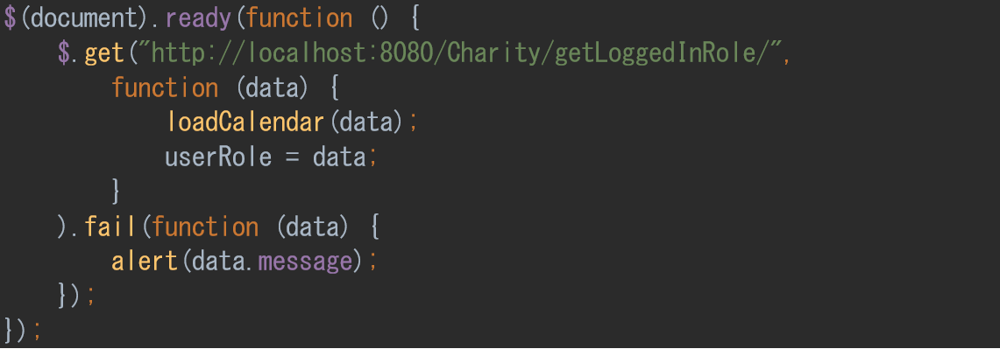 $(document).ready(function () {
    $.get("http://localhost:8080/Charity/getLoggedInRole/",
        function (data) {
            loadCalendar(data);
            userRole = data;
        }
    ).fail(function (data) {
        alert(data.message);
    });
});